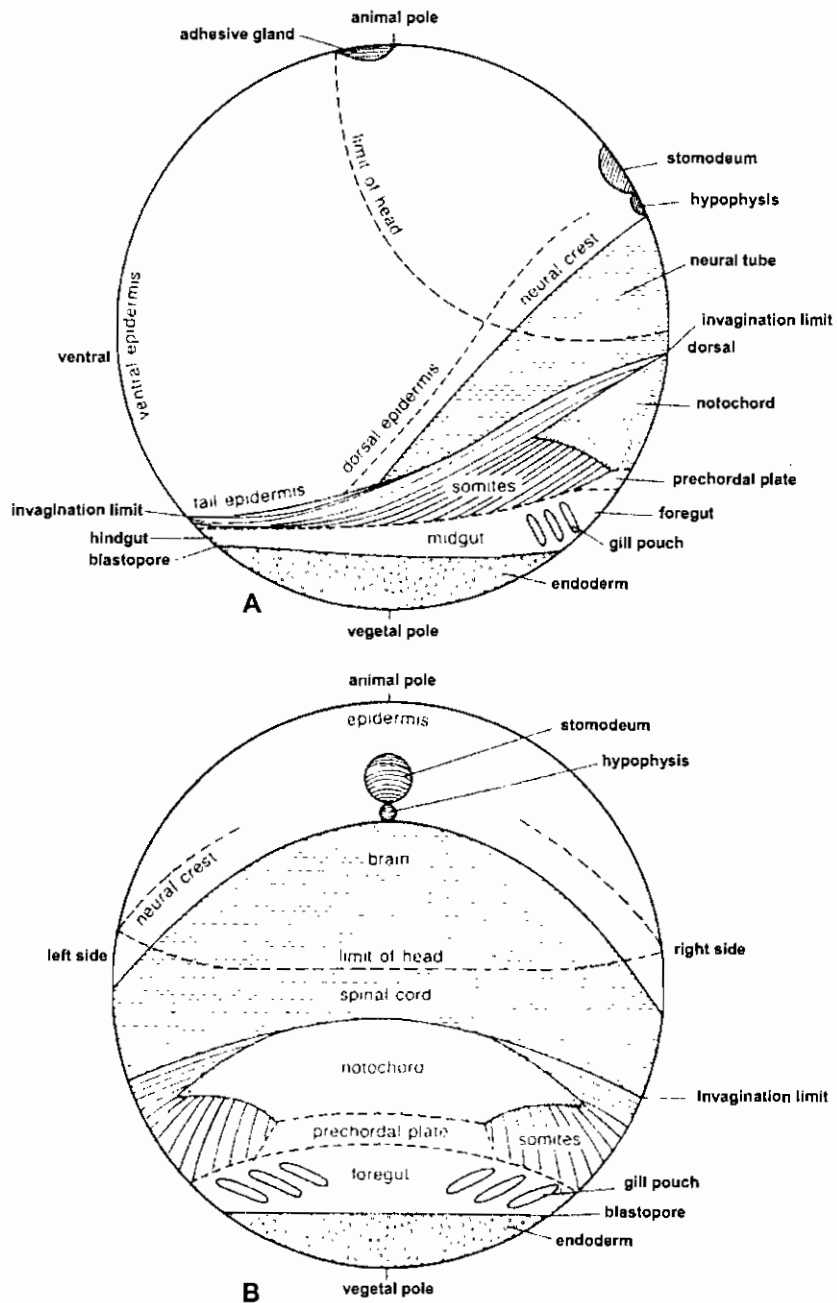 animal pole
adhesive gland
limit of head
stomodeum
hypophysis
neural crest
neural tube
invagination limit
dorsal
ventral
ventral epidermis
notochord
dorsal epidermis
prechordal plate
somites
tail epidermis
invagination limit
foregut
hindgut
midgut
gill pouch
blastopore
endoderm
A
vegetal pole
animal pole
epidermis
stomodeum
hypophysis
brain
neural crest
left side
limit of head
right side
spinal cord
notochord
Invagination limit
prechordal plate
somites
foregut
gill pouch
blastopore
endoderm
B
vegetal pole